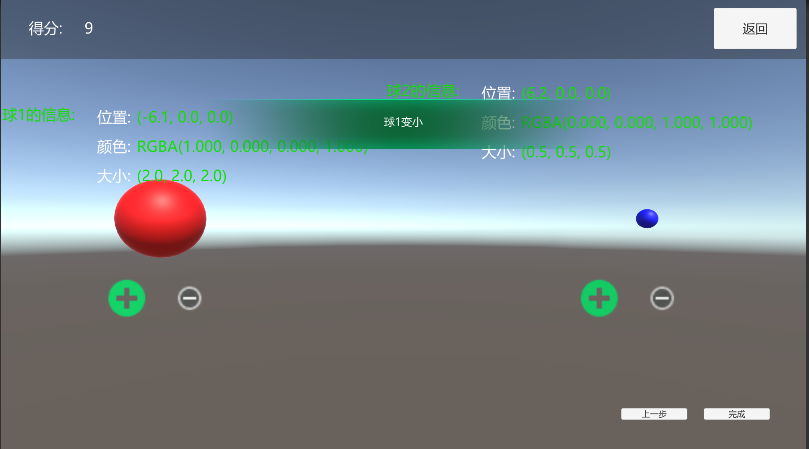 得分: 9
返回
球1的信息:
位置: (-6.1, 0.0, 0.0)
颜色: RGBA(1.000, 0.000, 0.000, 1.000)
大小: (2.0, 2.0, 2.0)
球2的信息:
位置: (6.2, 0.0, 0.0)
颜色: RGBA(0.000, 0.000, 1.000, 1.000)
大小: (0.5, 0.5, 0.5)
球1变小
上一步
完成